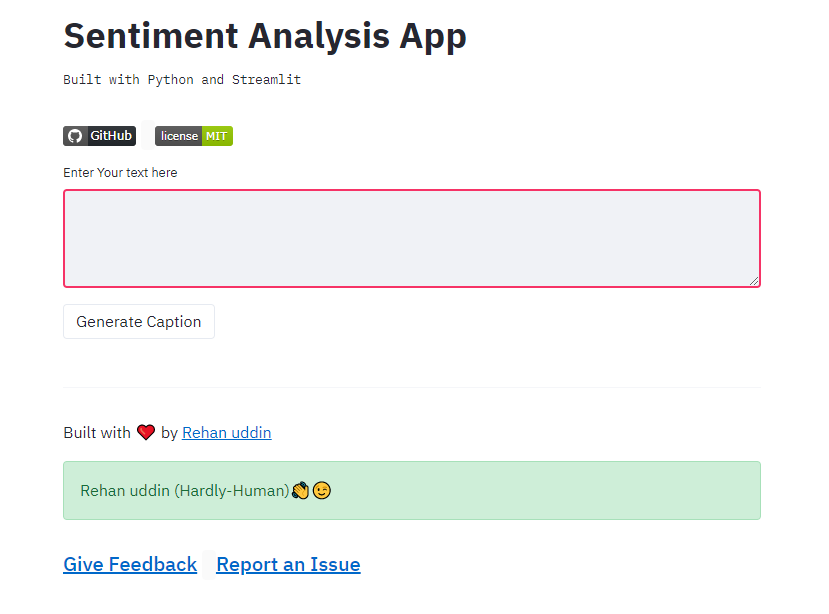 Sentiment Analysis App
Built with Python and Streamlit
GitHub license MIT
Enter Your text here
Generate Caption
Built with ❤️ by Rehan uddin
Rehan uddin (Hardly-Human)👏😉
Give Feedback Report an Issue